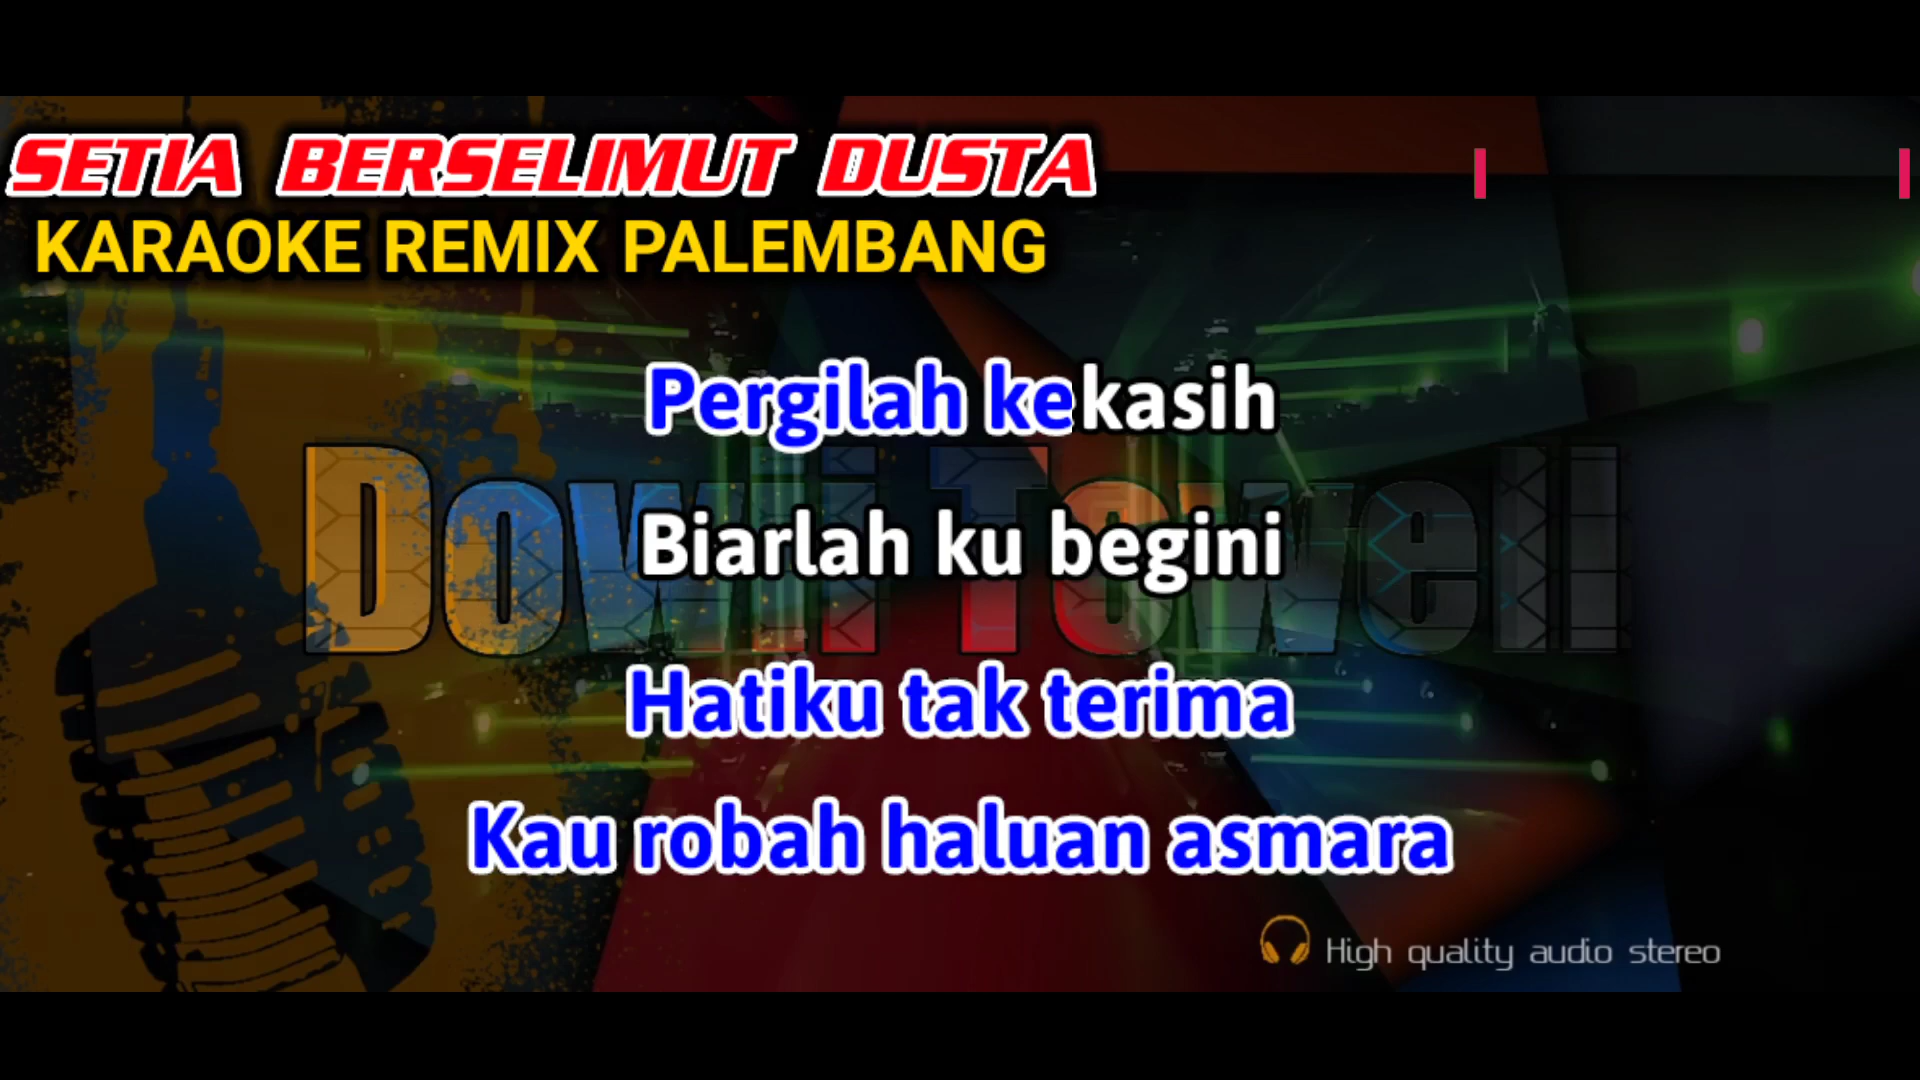 SETIA BERSELIMUT DUSTA
KARAOKE REMIX PALEMBANG
Pergilah kekasih
Biarlah ku begini
Hatiku tak terima
Kau robah haluan asmara
High quality audio stereo